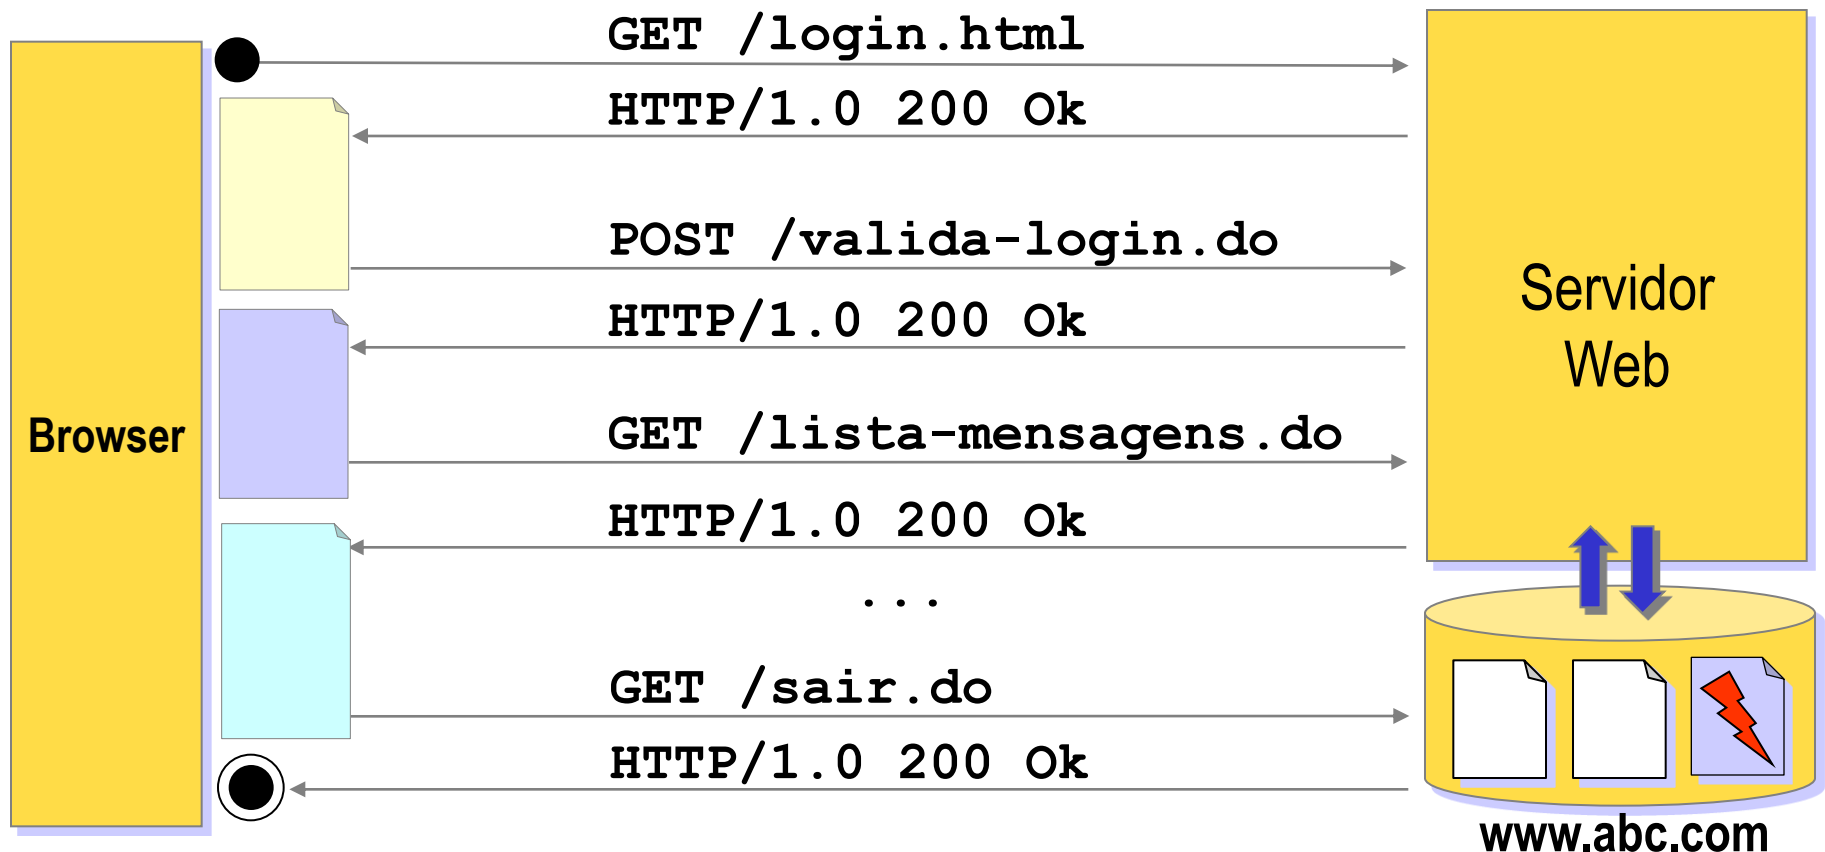 GET /login.html
HTTP/1.0 200 Ok
POST /valida-login.do
HTTP/1.0 200 Ok
GET /lista-mensagens.do
HTTP/1.0 200 Ok
...
GET /sair.do
HTTP/1.0 200 Ok
Browser
Servidor
Web
www.abc.com